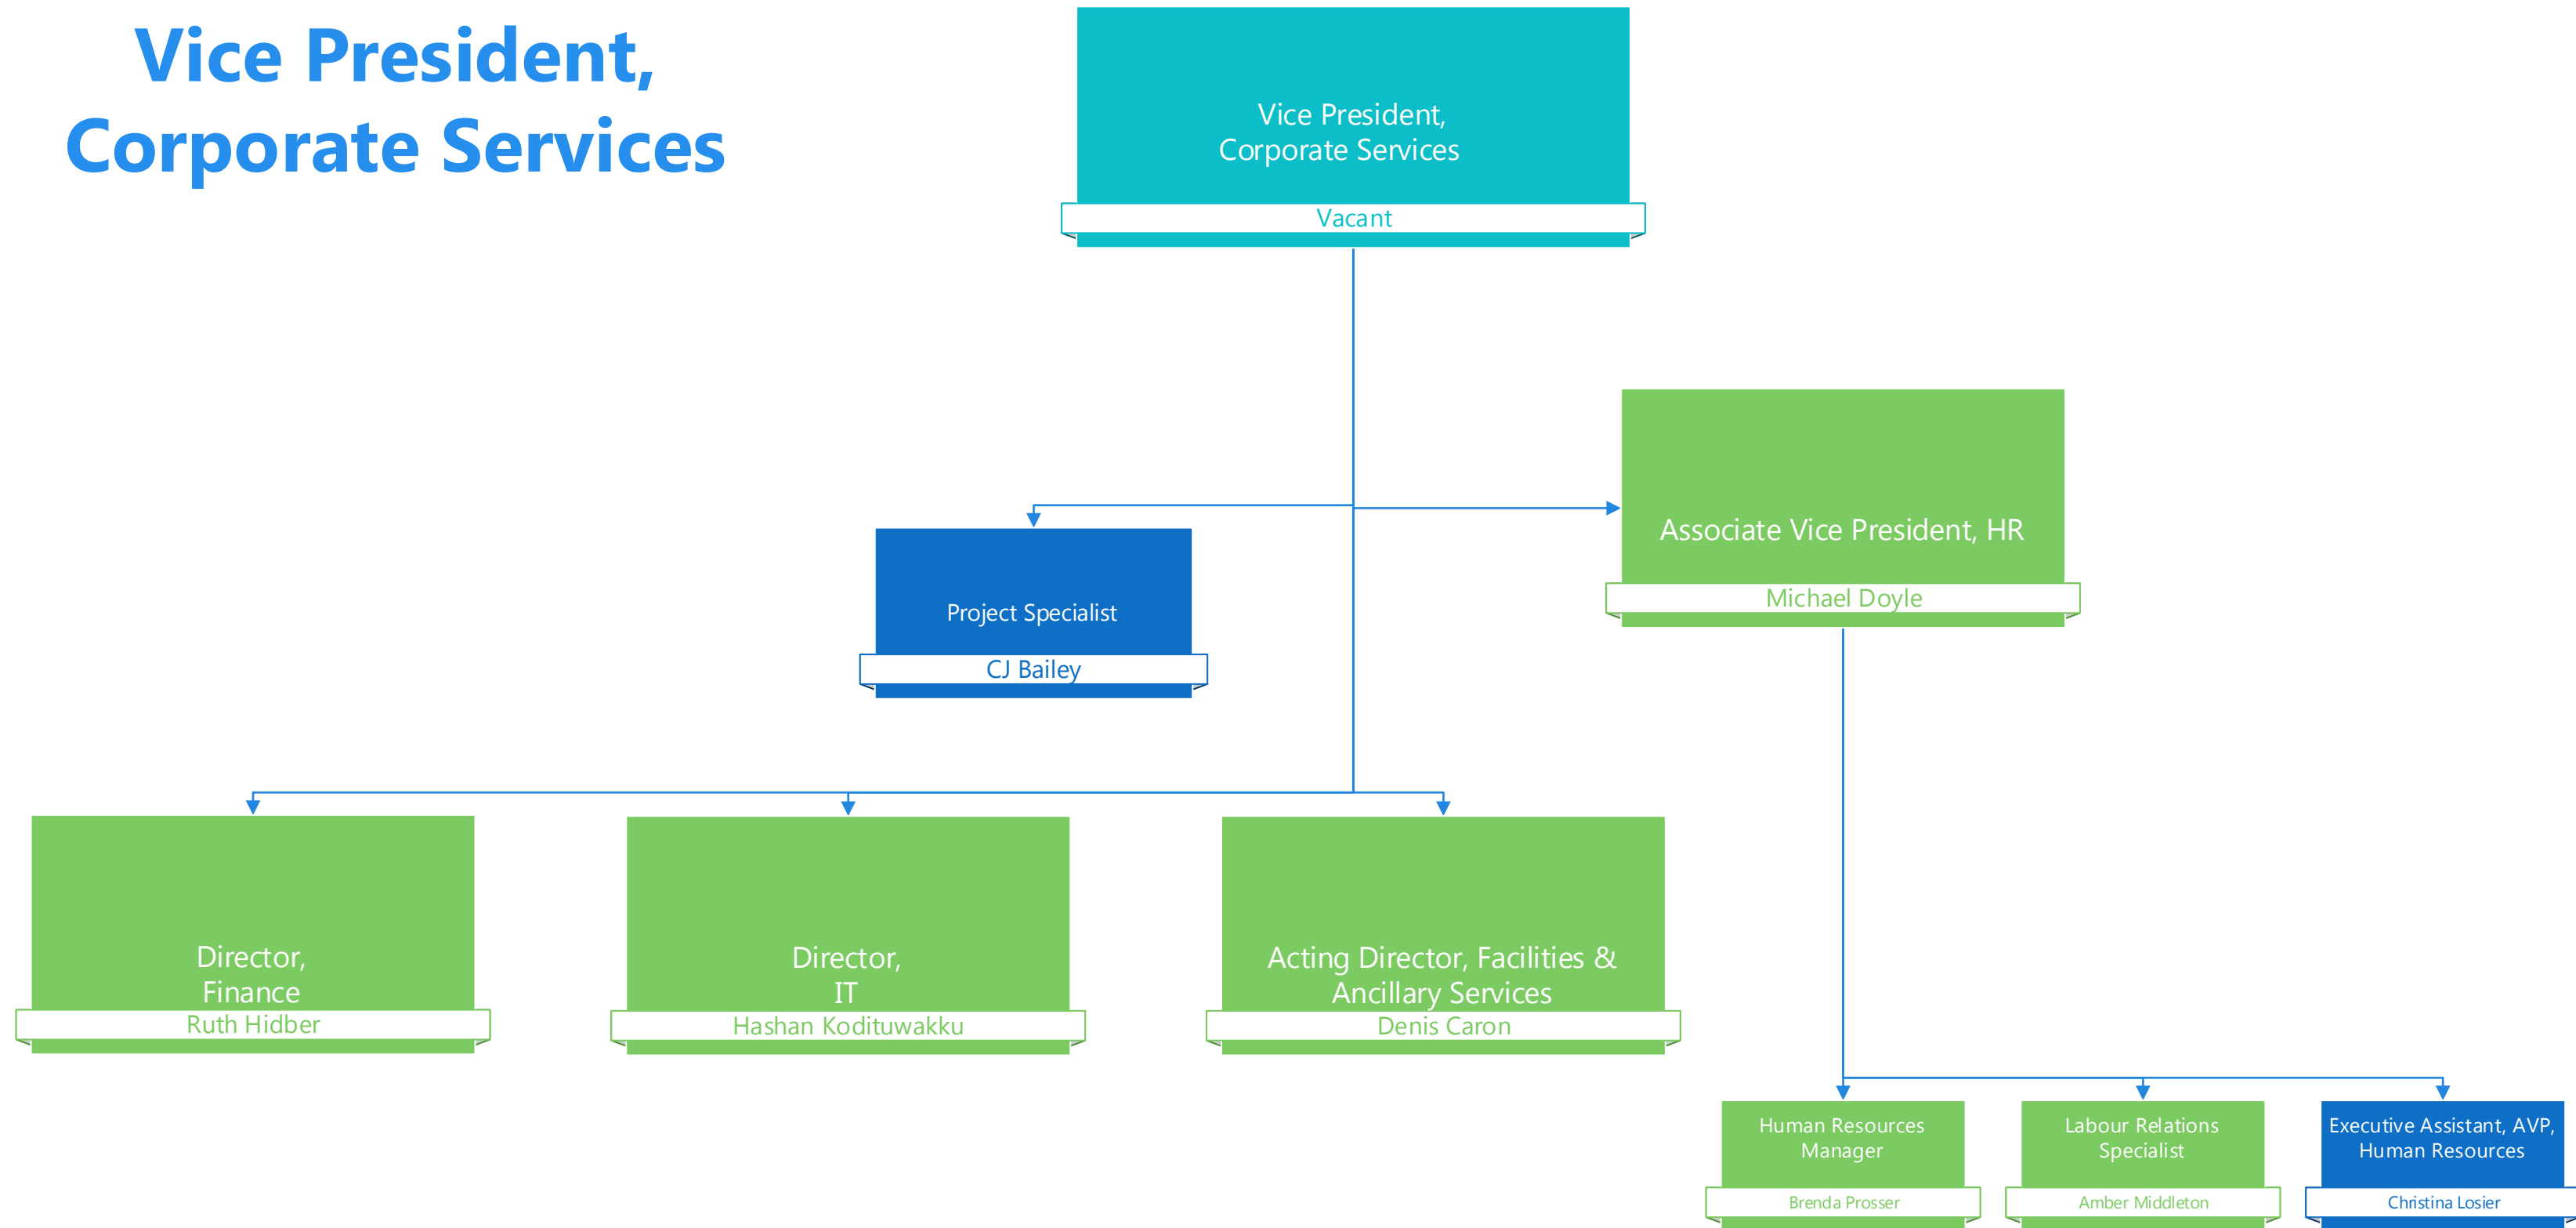 Vice President,
Corporate Services
Vice President,
Corporate Services
Vacant
Associate Vice President, HR
Michael Doyle
Project Specialist
CJ Bailey
Director,
Finance
Ruth Hidber
Director,
IT
Hashan Kodituwakku
Acting Director, Facilities &
Ancillary Services
Denis Caron
Human Resources
Manager
Brenda Prosser
Labour Relations
Specialist
Amber Middleton
Executive Assistant, AVP,
Human Resources
Christina Losier